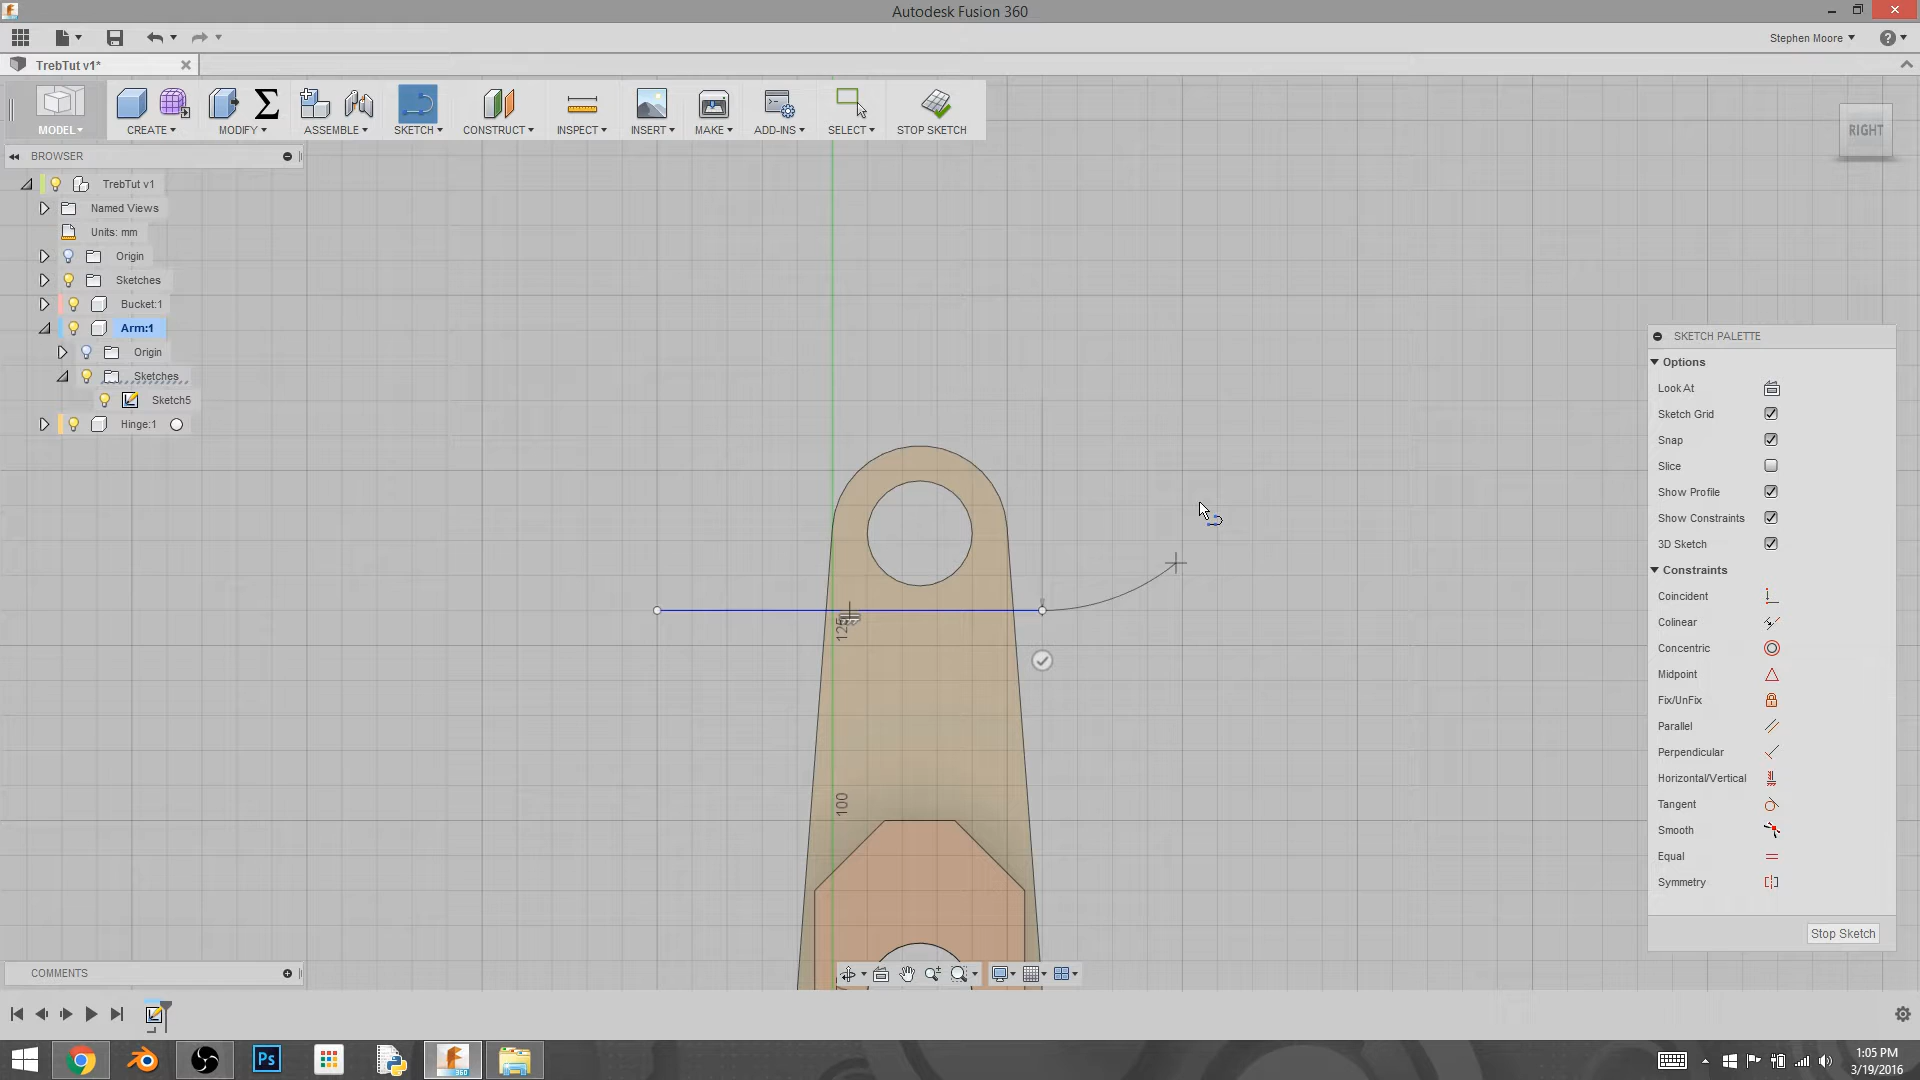 Autodesk Fusion 360
Stephen Moore
TrebTut v1*
MODEL
CREATE
MODIFY
ASSEMBLE
SKETCH
CONSTRUCT
INSPECT
INSERT
MAKE
ADD-INS
SELECT
STOP SKETCH
RIGHT
BROWSER
TrebTut v1
Named Views
Units: mm
Origin
Sketches
Bucket:1
Arm:1
Origin
Sketches
Sketch5
Hinge:1
125
100
SKETCH PALETTE
Options
Look At
Sketch Grid
Snap
Slice
Show Profile
Show Constraints
3D Sketch
Constraints
Coincident
Colinear
Concentric
Midpoint
Fix/UnFix
Parallel
Perpendicular
Horizontal/Vertical
Tangent
Smooth
Equal
Symmetry
Stop Sketch
COMMENTS
Ps
360
1:05 PM
3/19/2016